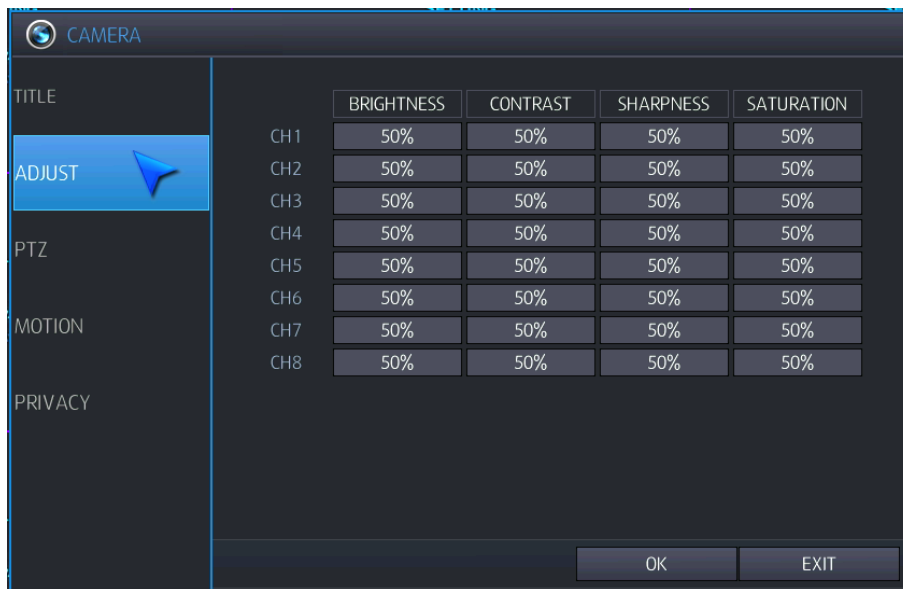 CAMERA
TITLE
ADJUST
PTZ
MOTION
PRIVACY
BRIGHTNESS CONTRAST SHARPNESS SATURATION
CH1 50% 50% 50% 50%
CH2 50% 50% 50% 50%
CH3 50% 50% 50% 50%
CH4 50% 50% 50% 50%
CH5 50% 50% 50% 50%
CH6 50% 50% 50% 50%
CH7 50% 50% 50% 50%
CH8 50% 50% 50% 50%
OK EXIT